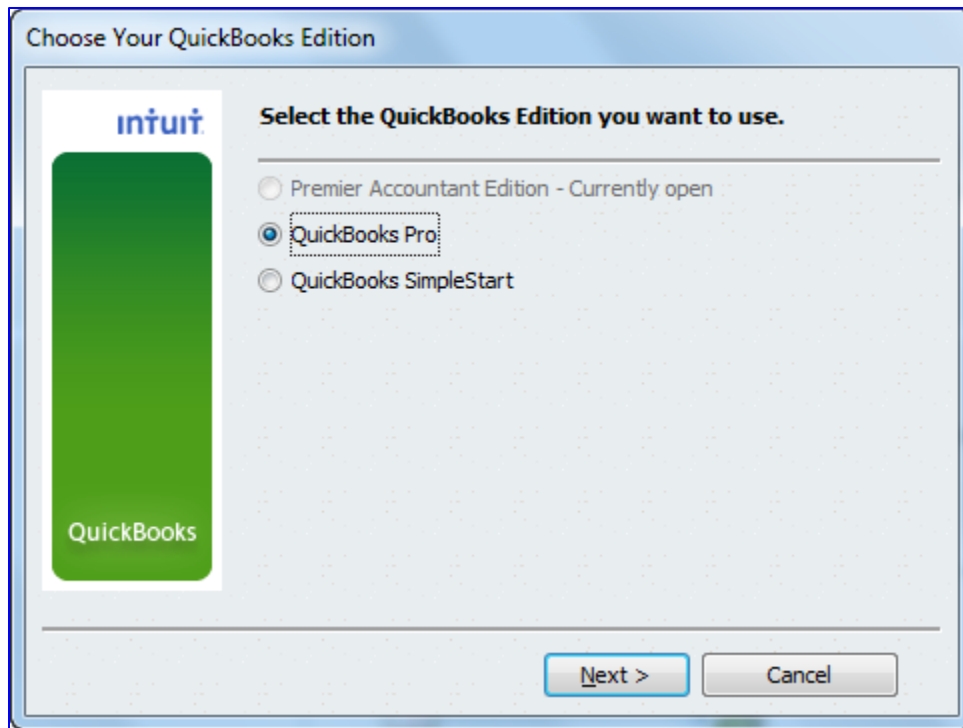 Choose Your QuickBooks Edition
intuit
Select the QuickBooks Edition you want to use.
Premier Accountant Edition - Currently open
QuickBooks Pro
QuickBooks SimpleStart
QuickBooks
Next >
Cancel